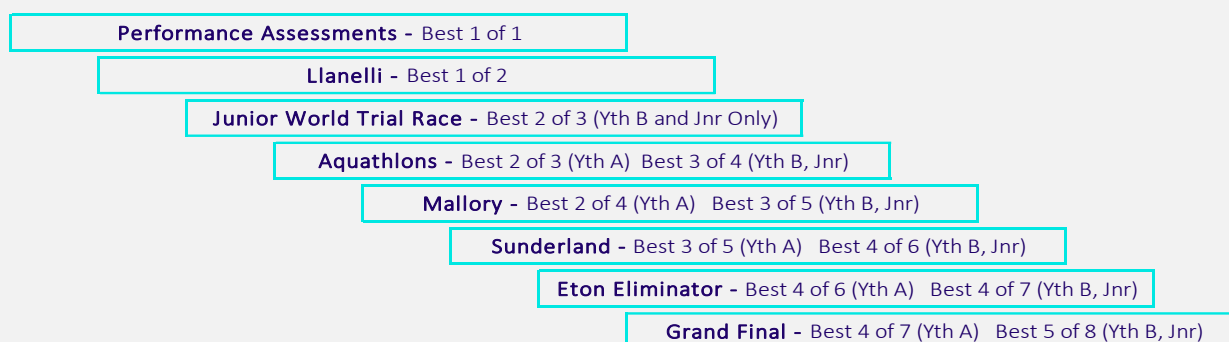 Performance Assessments - Best 1 of 1
Llanelli - Best 1 of 2
Junior World Trial Race - Best 2 of 3 (Yth B and Jnr Only)
Aquathlons - Best 2 of 3 (Yth A) Best 3 of 4 (Yth B, Jnr)
Mallory - Best 2 of 4 (Yth A) Best 3 of 5 (Yth B, Jnr)
Sunderland - Best 3 of 5 (Yth A) Best 4 of 6 (Yth B, Jnr)
Eton Eliminator - Best 4 of 6 (Yth A) Best 4 of 7 (Yth B, Jnr)
Grand Final - Best 4 of 7 (Yth A) Best 5 of 8 (Yth B, Jnr)